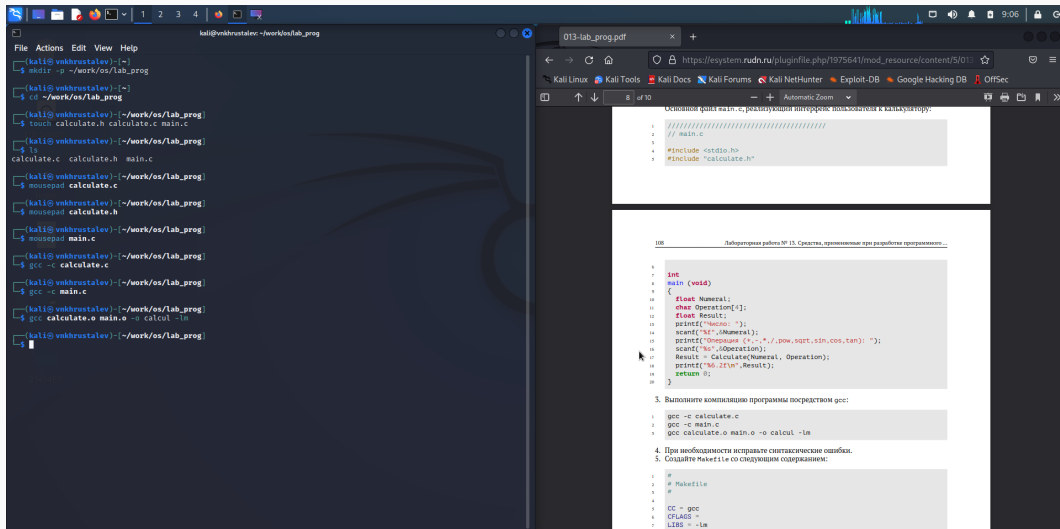 1 2 3 4
9:06
kali@vnkhrustalev: ~/work/os/lab_prog
File Actions Edit View Help
(kali㉿vnkhrustalev)-[~]
$ mkdir -p ~/work/os/lab_prog
(kali㉿vnkhrustalev)-[~]
$ cd ~/work/os/lab_prog
(kali㉿vnkhrustalev)-[~/work/os/lab_prog]
$ touch calculate.h calculate.c main.c
(kali㉿vnkhrustalev)-[~/work/os/lab_prog]
$ ls
calculate.c calculate.h main.c
(kali㉿vnkhrustalev)-[~/work/os/lab_prog]
$ mousepad calculate.c
(kali㉿vnkhrustalev)-[~/work/os/lab_prog]
$ mousepad calculate.h
(kali㉿vnkhrustalev)-[~/work/os/lab_prog]
$ mousepad main.c
(kali㉿vnkhrustalev)-[~/work/os/lab_prog]
$ gcc -c calculate.c
(kali㉿vnkhrustalev)-[~/work/os/lab_prog]
$ gcc -c main.c
(kali㉿vnkhrustalev)-[~/work/os/lab_prog]
$ gcc calculate.o main.o -o calcul -lm
(kali㉿vnkhrustalev)-[~/work/os/lab_prog]
$
013-lab_prog.pdf
https://esystem.rudn.ru/pluginfile.php/1975641/mod_resource/content/5/013
Kali Linux Kali Tools Kali Docs Kali Forums Kali NetHunter Exploit-DB Google Hacking DB OffSec
8 of 10 Automatic Zoom
Основной файл main.c, реализующий интерфейс пользователя к калькулятору:
1 ////////////////////////////////////////
2 // main.c
3
4 #include <stdio.h>
5 #include "calculate.h"
108 Лабораторная работа № 13. Средства, применяемые при разработке программного ...
6
7 int
8 main (void)
9 {
10 float Numeral;
11 char Operation[4];
12 float Result;
13 printf("Число: ");
14 scanf("%f",&Numeral);
15 printf("Операция (+,-,*,/,pow,sqrt,sin,cos,tan): ");
16 scanf("%s",&Operation);
17 Result = Calculate(Numeral, Operation);
18 printf("%6.2f\n",Result);
19 return 0;
20 }
3. Выполните компиляцию программы посредством gcc:
1 gcc -c calculate.c
2 gcc -c main.c
3 gcc calculate.o main.o -o calcul -lm
4. При необходимости исправьте синтаксические ошибки.
5. Создайте Makefile со следующим содержанием:
1 #
2 # Makefile
3 #
4
5 CC = gcc
6 CFLAGS =
7 LIBS = -lm